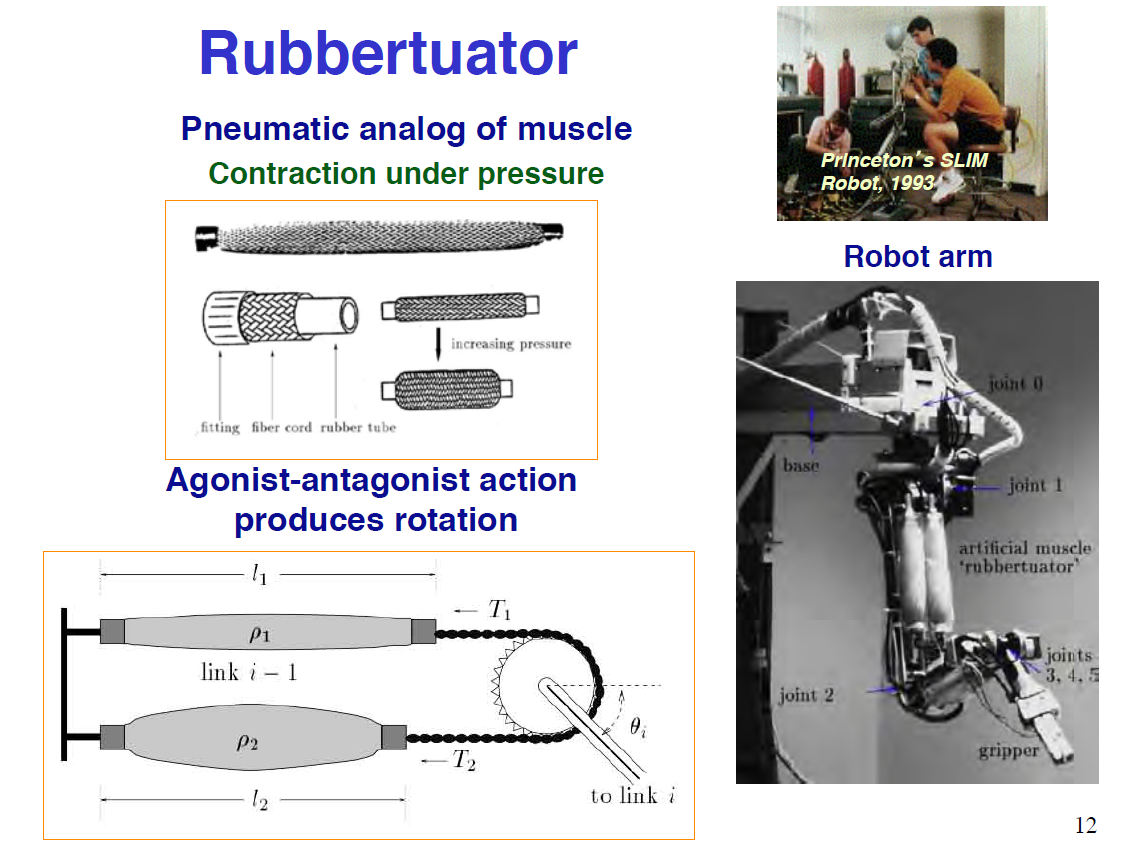 Rubbertuator
Pneumatic analog of muscle
Contraction under pressure
increasing pressure
fitting fiber cord rubber tube
Agonist-antagonist action
produces rotation
l₁
T₁
ρ₁
link i − 1
ρ₂
θᵢ
T₂
l₂
to link i
Princeton's SLIM
Robot, 1993
Robot arm
joint 0
base
joint 1
artificial muscle
'rubbertuator'
joints
3, 4, 5
joint 2
gripper
12